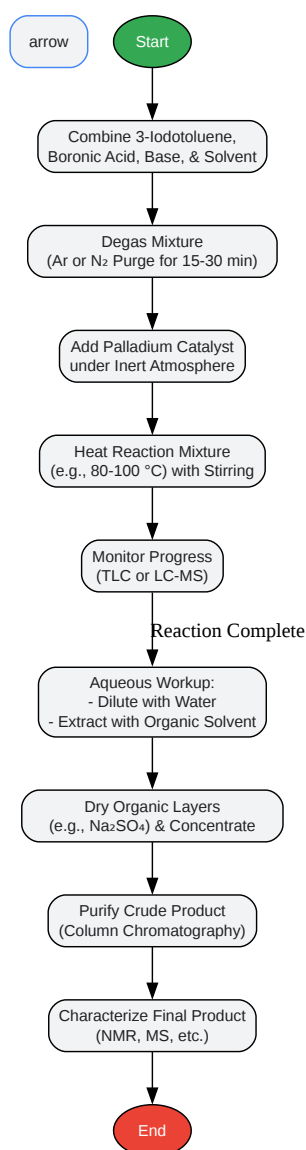 arrow
Start
Combine 3-Iodotoluene,
Boronic Acid, Base, & Solvent
Degas Mixture
(Ar or N₂ Purge for 15-30 min)
Add Palladium Catalyst
under Inert Atmosphere
Heat Reaction Mixture
(e.g., 80-100 °C) with Stirring
Monitor Progress
(TLC or LC-MS)
Reaction Complete
Aqueous Workup:
- Dilute with Water
- Extract with Organic Solvent
Dry Organic Layers
(e.g., Na₂SO₄) & Concentrate
Purify Crude Product
(Column Chromatography)
Characterize Final Product
(NMR, MS, etc.)
End